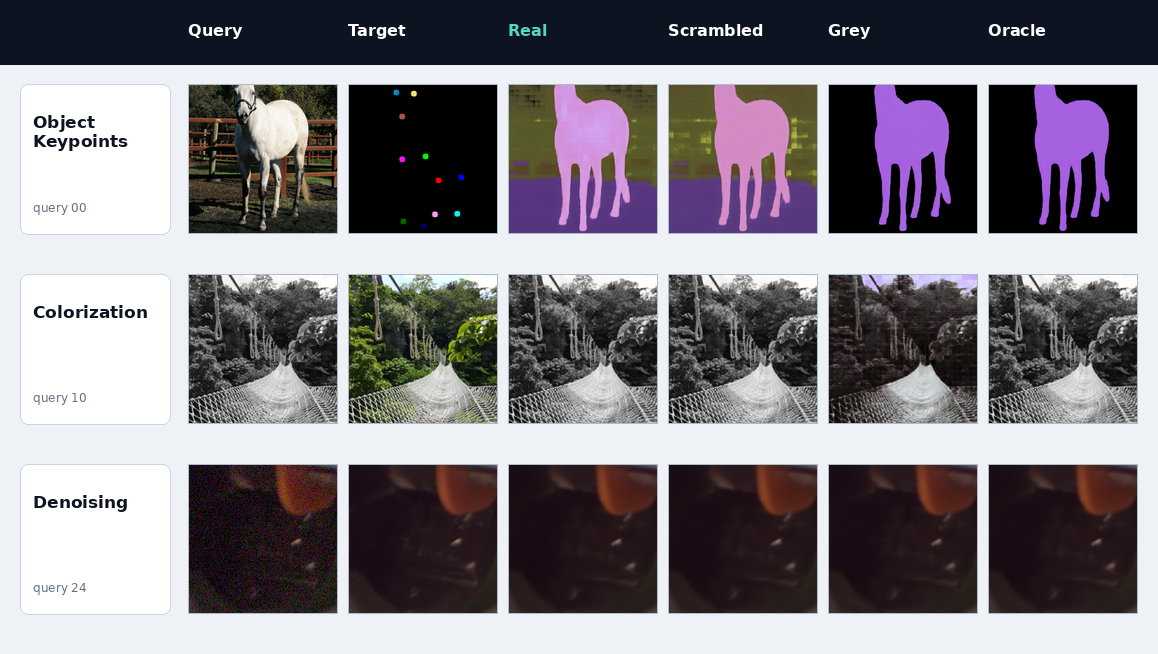 Query Target Real Scrambled Grey Oracle
Object
Keypoints
query 00
Colorization
query 10
Denoising
query 24